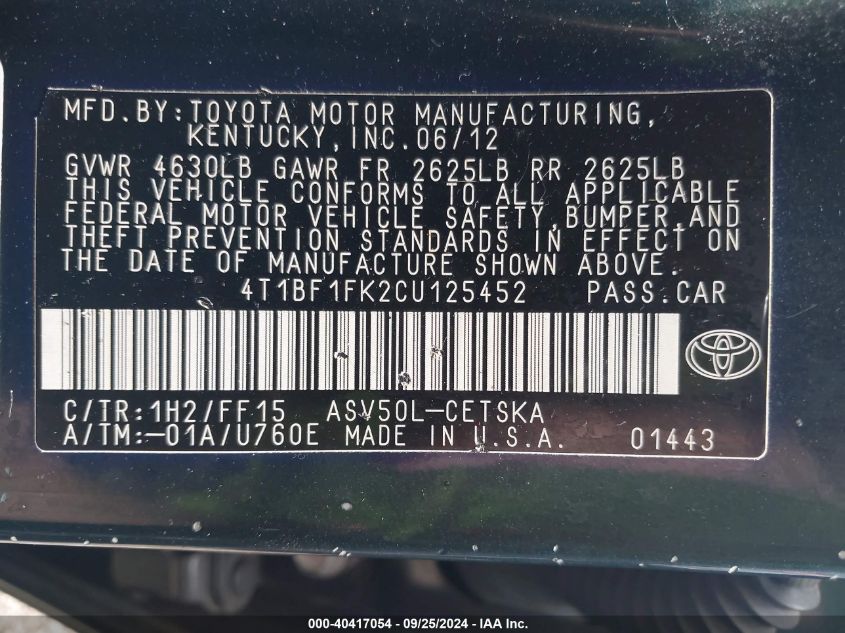 MFD.BY:TOYOTA MOTOR MANUFACTURING,
KENTUCKY,INC.06/12
GVWR 4630LB GAWR FR 2625LB RR 2625LB
THIS VEHICLE CONFORMS TO ALL APPLICABLE
FEDERAL MOTOR VEHICLE SAFETY,BUMPER,AND
THEFT PREVENTION STANDARDS IN EFFECT ON
THE DATE OF MANUFACTURE SHOWN ABOVE.
4T1BF1FK2CU125452 PASS.CAR
C/TR:1H2/FF15 ASV50L-CETSKA
A/TM:-01A/U760E MADE IN U.S.A. 01443
000-40417054 - 09/25/2024 - IAA Inc.